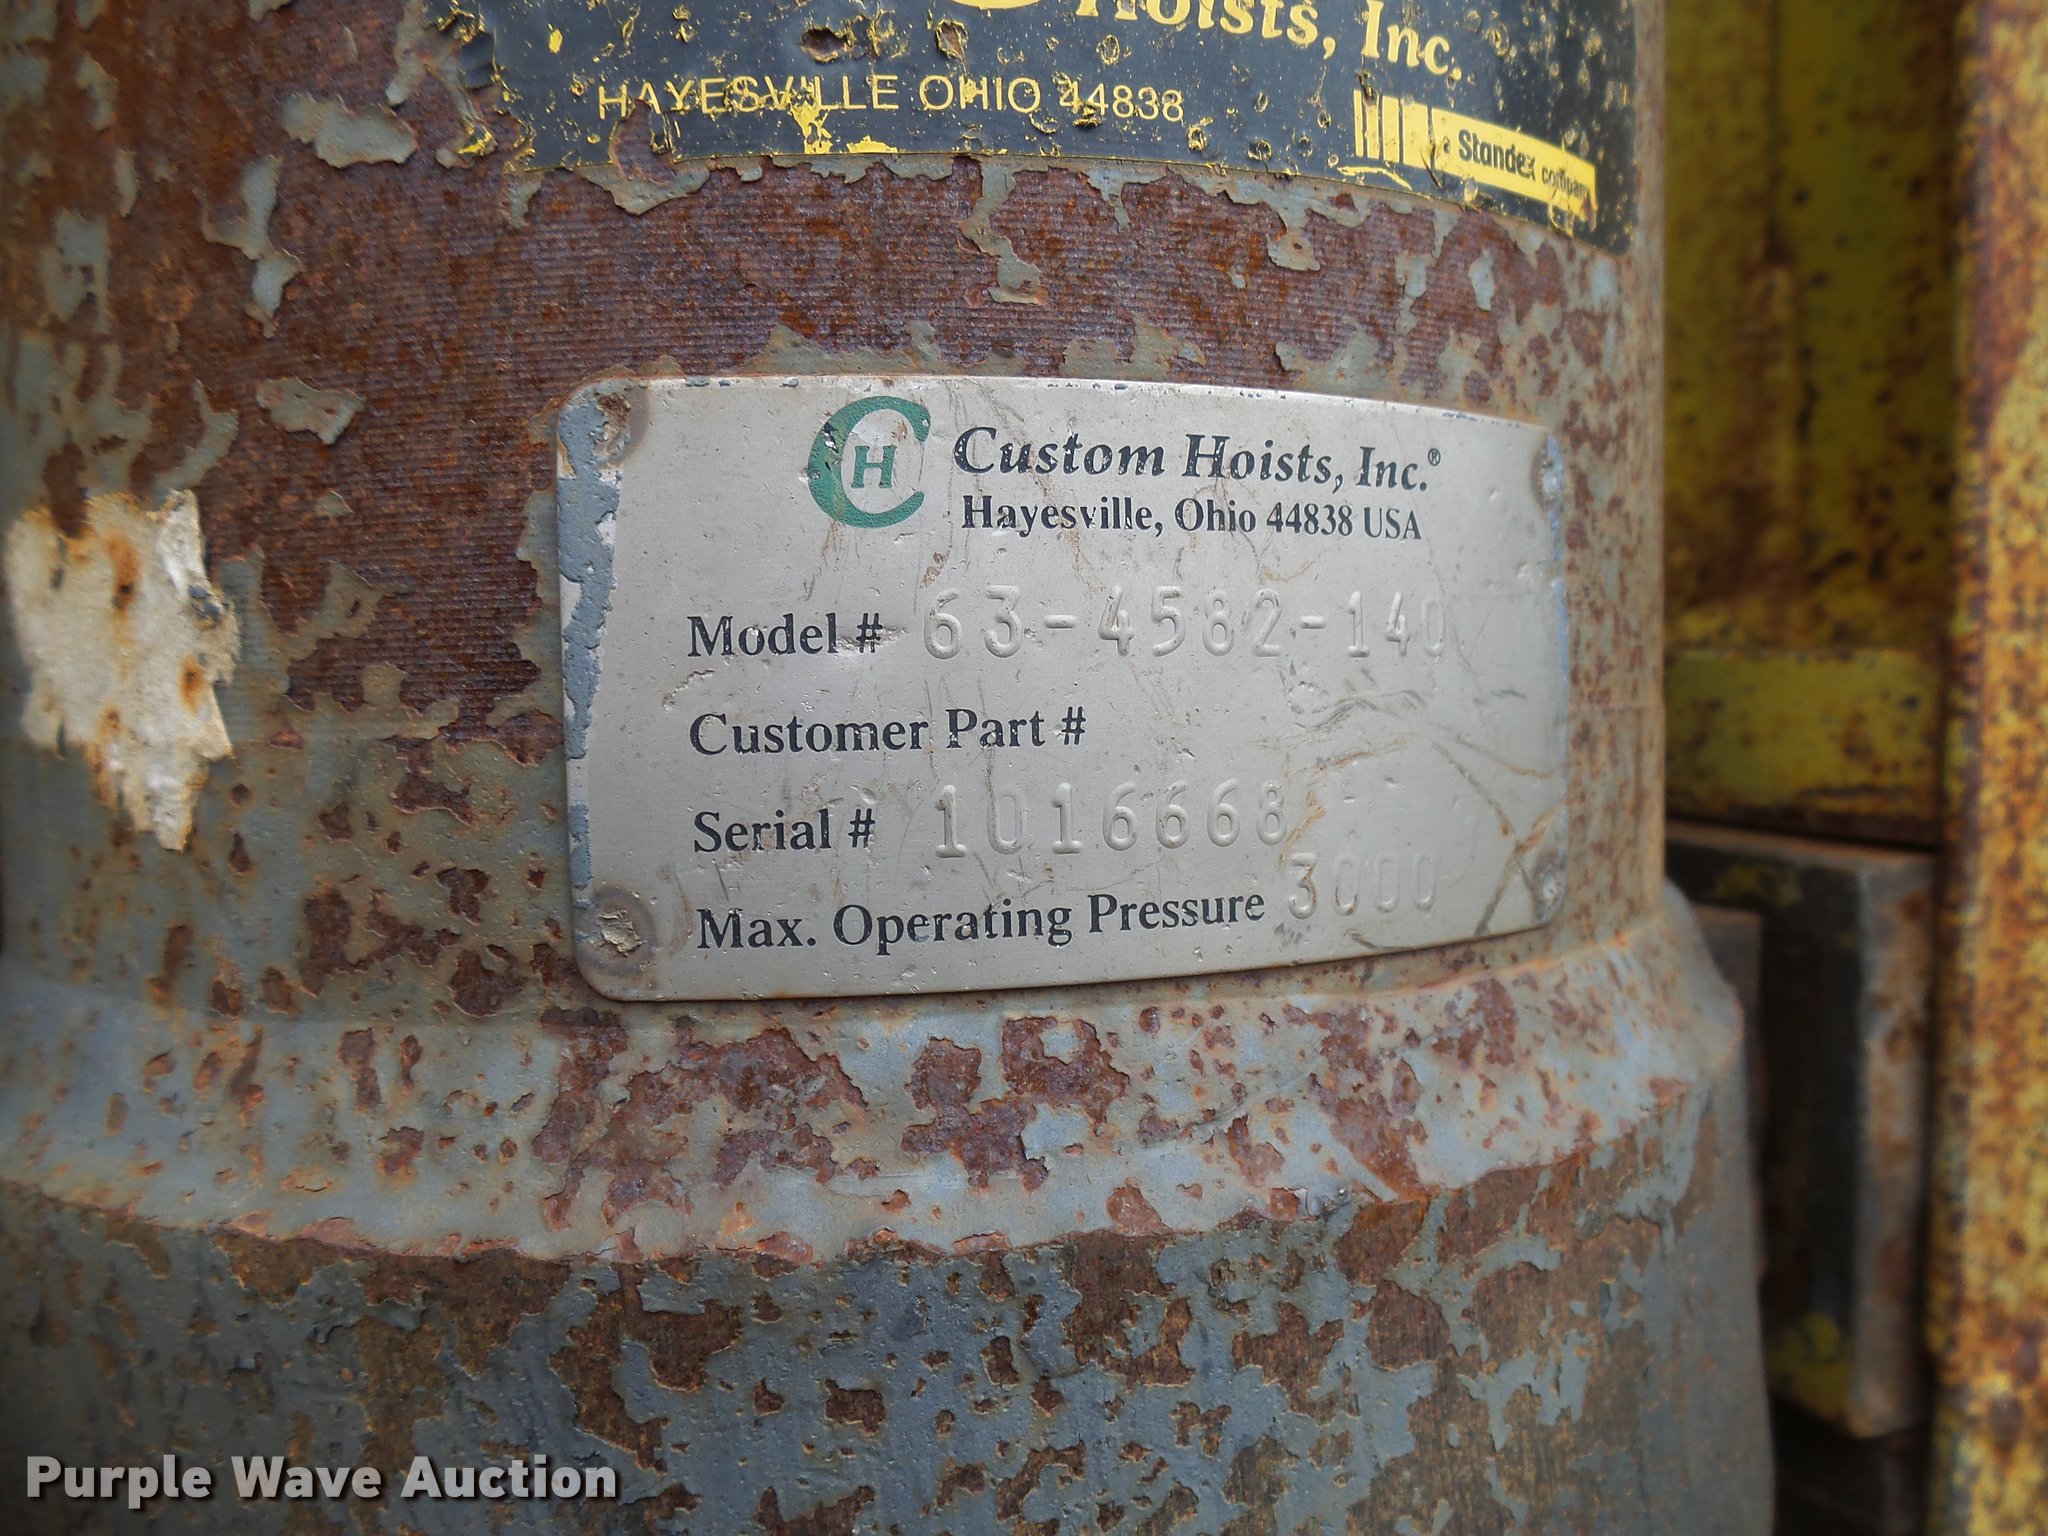 Hoists, Inc.
HAYESVILLE OHIO 44838
a Standex company
CH
Custom Hoists, Inc.®
Hayesville, Ohio 44838 USA
Model # 63-4582-140
Customer Part #
Serial # 1016668
Max. Operating Pressure 3000
Purple Wave Auction